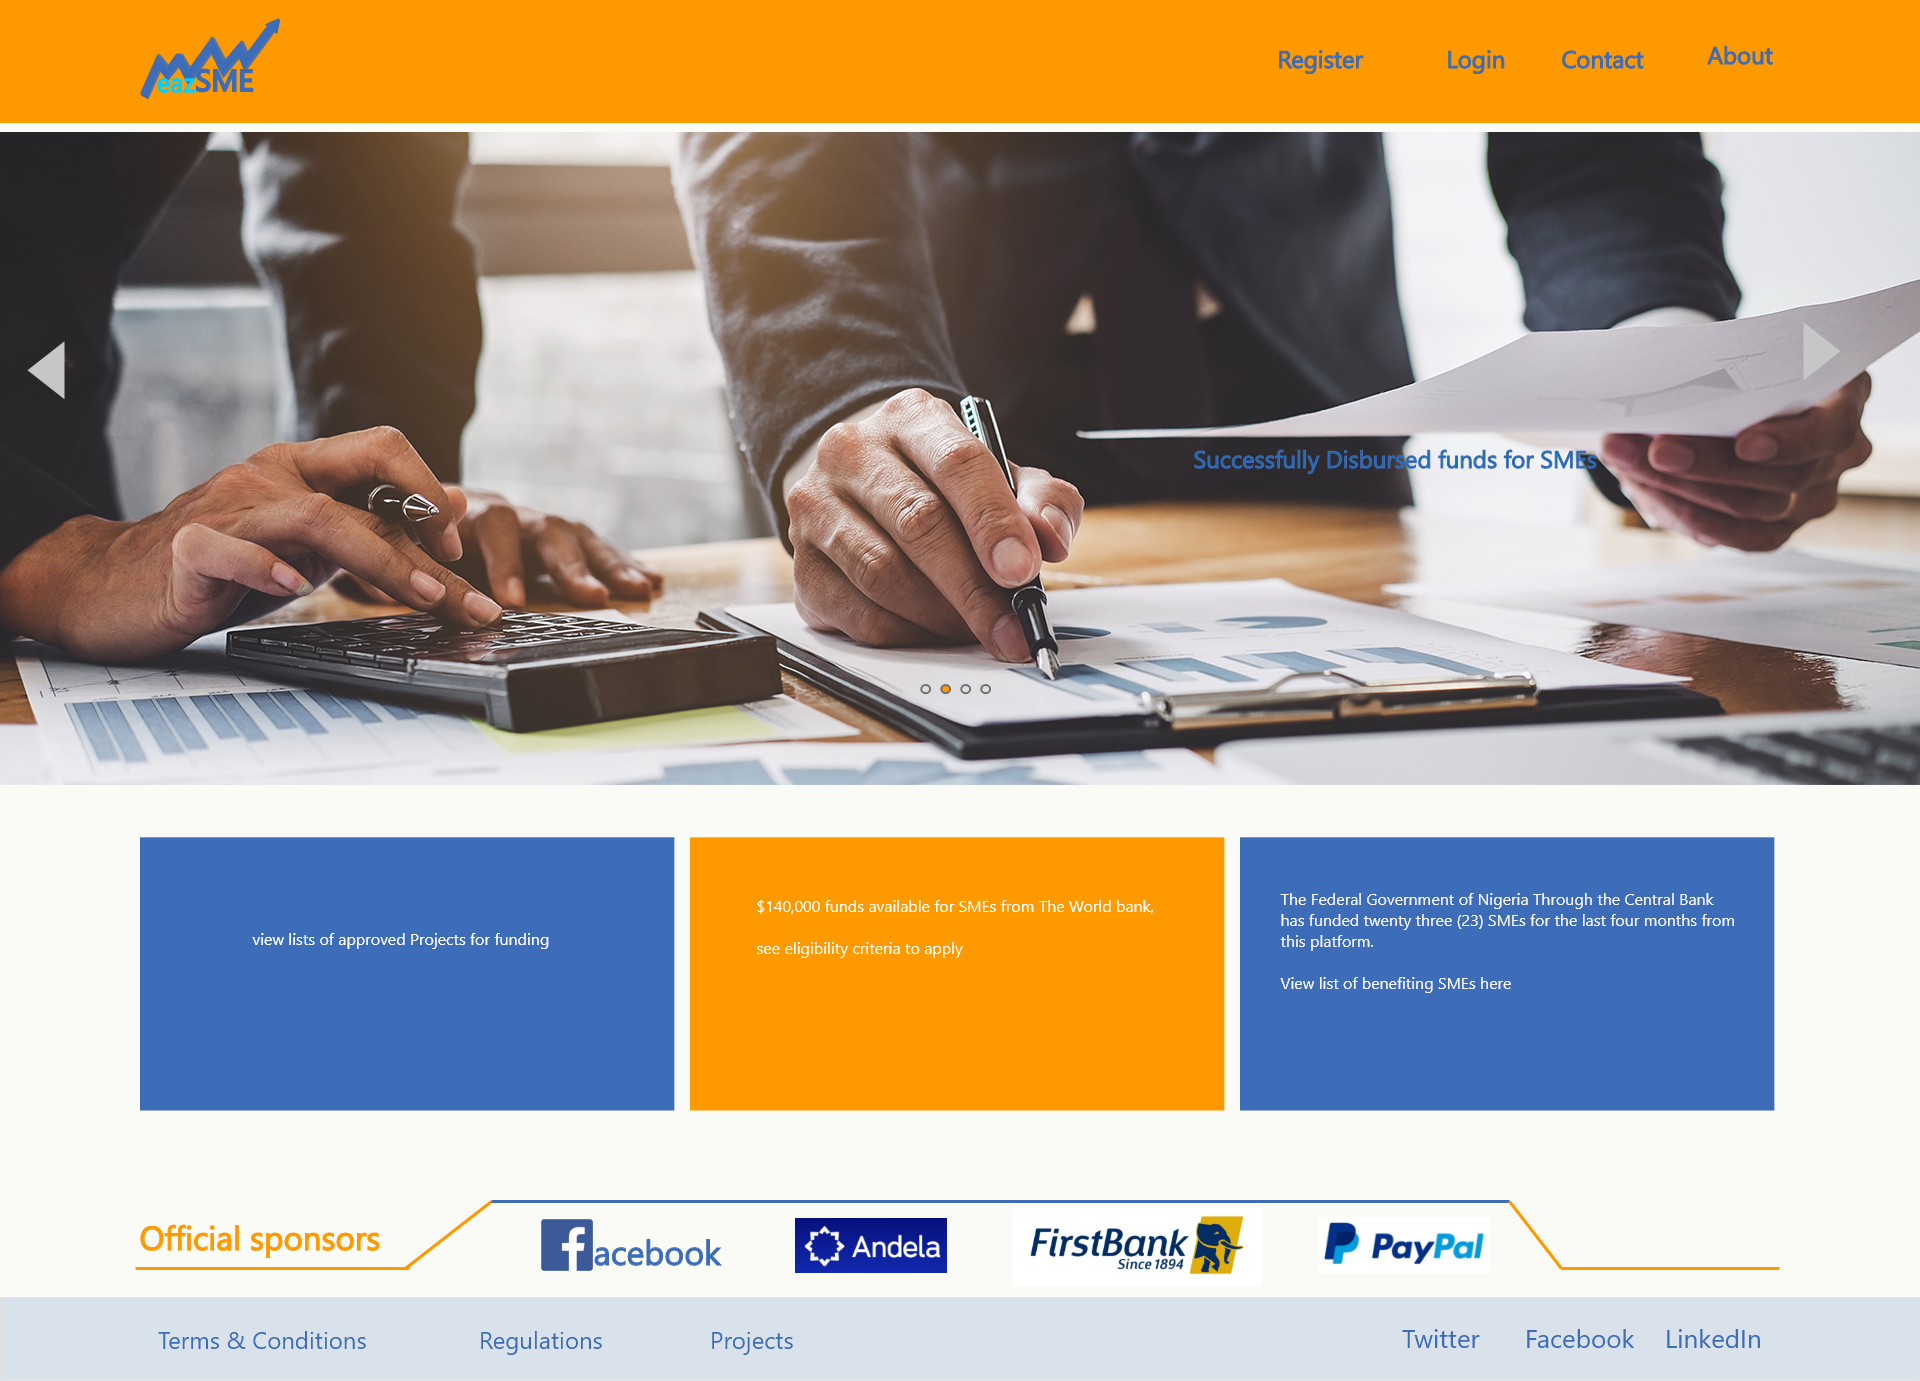 eazSME
Register Login Contact About
Successfully Disbursed funds for SMEs
view lists of approved Projects for funding
$140,000 funds available for SMEs from The World bank,
see eligibility criteria to apply
The Federal Government of Nigeria Through the Central Bank
has funded twenty three (23) SMEs for the last four months from
this platform.
View list of benefiting SMEs here
Official sponsors
facebook
Andela
FirstBank
Since 1894
PayPal
Terms & Conditions Regulations Projects Twitter Facebook LinkedIn